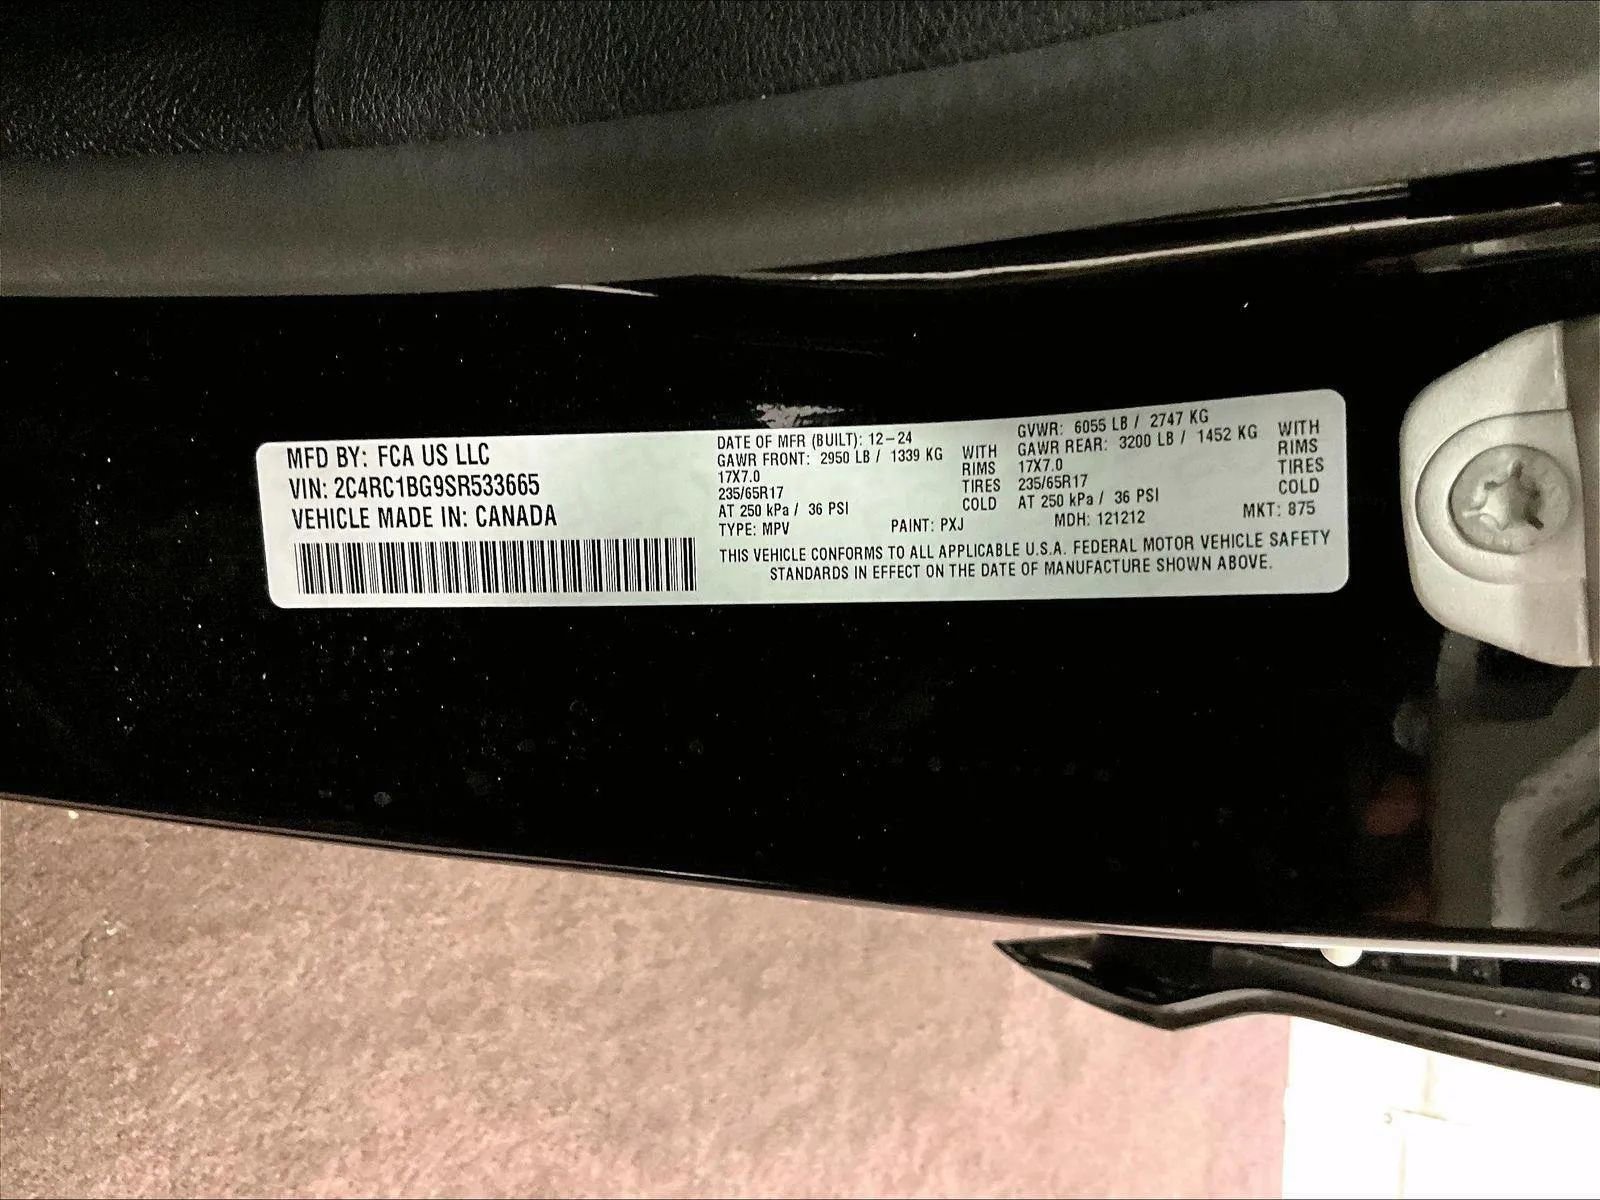 MFD BY: FCA US LLC
VIN: 2C4RC1BG9SR533665
VEHICLE MADE IN: CANADA
DATE OF MFR (BUILT): 12-24
GAWR FRONT: 2950 LB / 1339 KG WITH
17X7.0 RIMS
235/65R17 TIRES
AT 250 kPa / 36 PSI COLD
TYPE: MPV PAINT: PXJ
GVWR: 6055 LB / 2747 KG
GAWR REAR: 3200 LB / 1452 KG WITH
17X7.0 RIMS
235/65R17 TIRES
AT 250 kPa / 36 PSI COLD
MDH: 121212 MKT: 875
THIS VEHICLE CONFORMS TO ALL APPLICABLE U.S.A. FEDERAL MOTOR VEHICLE SAFETY
STANDARDS IN EFFECT ON THE DATE OF MANUFACTURE SHOWN ABOVE.